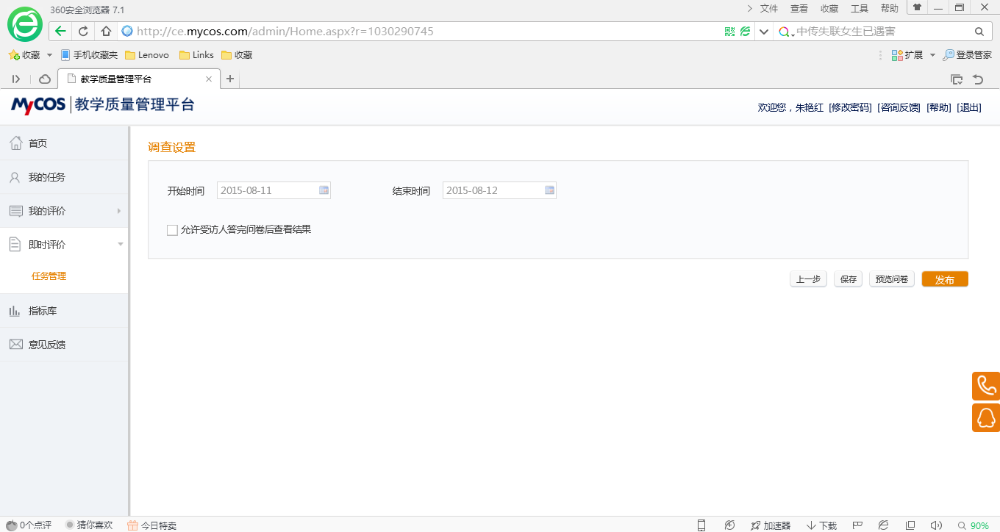 360安全浏览器 7.1
文件 查看 收藏 工具 帮助
http://ce.mycos.com/admin/Home.aspx?r=1030290745
中传失联女生已遇害
收藏 手机收藏夹 Lenovo Links 收藏
扩展 登录管家
教学质量管理平台
MyCOS 教学质量管理平台
欢迎您，朱艳红 [修改密码] [咨询反馈] [帮助] [退出]
首页
我的任务
我的评价
即时评价
任务管理
指标库
意见反馈
调查设置
开始时间 2015-08-11 结束时间 2015-08-12
允许受访人答完问卷后查看结果
上一步 保存 预览问卷 发布
0个点评 猜你喜欢 今日特卖
加速器 下载 90%